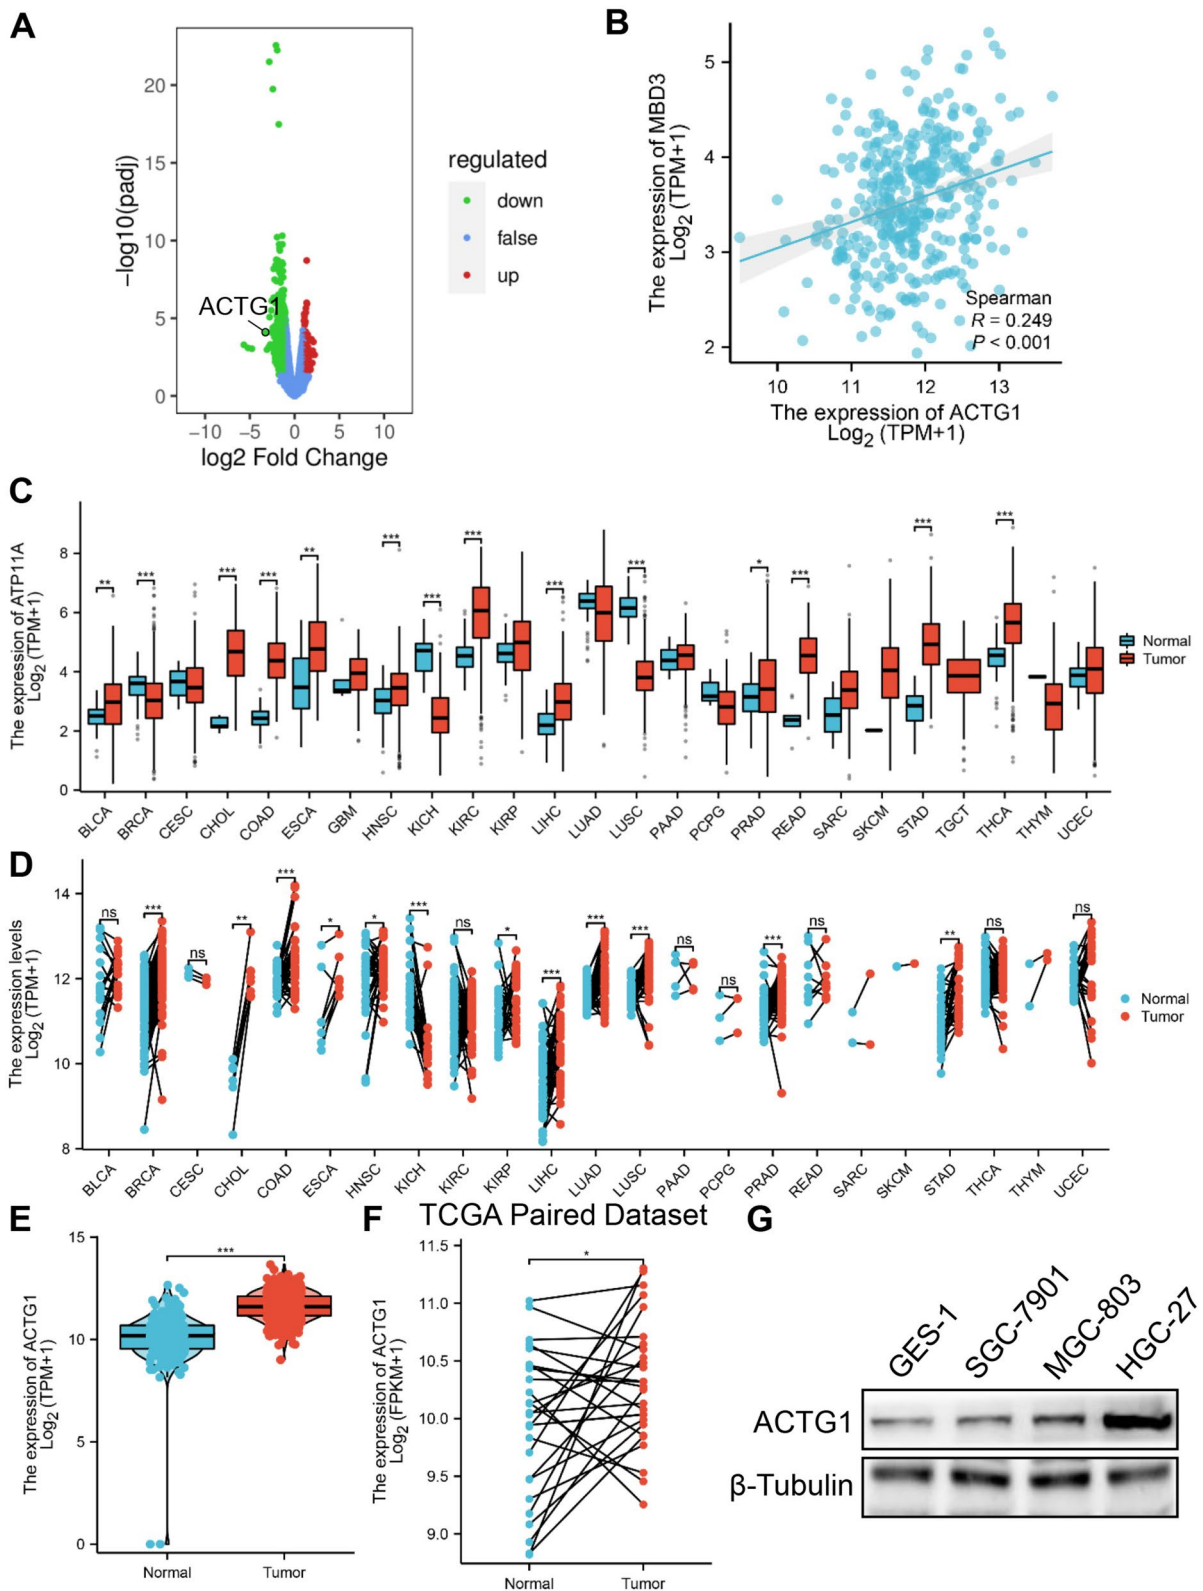 A
20
15
10
5
0
−log10(padj)
ACTG1
−10 −5 0 5 10
log2 Fold Change
regulated
down
false
up
B
5
4
3
2
The expression of MBD3
Log2 (TPM+1)
Spearman
R = 0.249
P < 0.001
10 11 12 13
The expression of ACTG1
Log2 (TPM+1)
C
The expression of ATP11A
Log2 (TPM+1)
8
6
4
2
0
** *** *** *** ** *** *** *** *** *** * *** *** ***
Normal
Tumor
BLCA BRCA CESC CHOL COAD ESCA GBM HNSC KICH KIRC KIRP LIHC LUAD LUSC PAAD PCPG PRAD READ SARC SKCM STAD TGCT THCA THYM UCEC
D
The expression levels
Log2 (TPM+1)
14
12
10
8
ns *** ns ** *** * * *** ns * *** *** *** ns ns *** ns ** ns ns
Normal
Tumor
BLCA BRCA CESC CHOL COAD ESCA HNSC KICH KIRC KIRP LIHC LUAD LUSC PAAD PCPG PRAD READ SARC SKCM STAD THCA THYM UCEC
E
The expression of ACTG1
Log2 (TPM+1)
15
10
5
0
***
Normal Tumor
F
TCGA Paired Dataset
The expression of ACTG1
Log2 (FPKM+1)
11.5
11.0
10.5
10.0
9.5
9.0
*
Normal Tumor
G
GES-1 SGC-7901 MGC-803 HGC-27
ACTG1
β-Tubulin